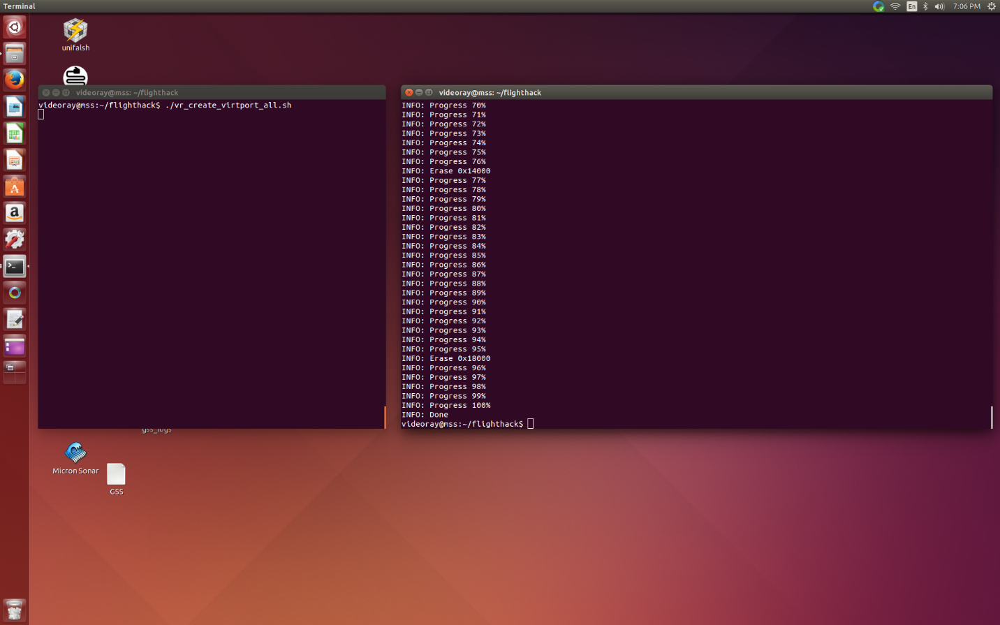 Terminal
En
7:06 PM
unifalsh
videoray@mss: ~/flighthack
videoray@mss:~/flighthack$ ./vr_create_virtport_all.sh
videoray@mss: ~/flighthack
INFO: Progress 70%
INFO: Progress 71%
INFO: Progress 72%
INFO: Progress 73%
INFO: Progress 74%
INFO: Progress 75%
INFO: Progress 76%
INFO: Erase 0x14000
INFO: Progress 77%
INFO: Progress 78%
INFO: Progress 79%
INFO: Progress 80%
INFO: Progress 81%
INFO: Progress 82%
INFO: Progress 83%
INFO: Progress 84%
INFO: Progress 85%
INFO: Progress 86%
INFO: Progress 87%
INFO: Progress 88%
INFO: Progress 89%
INFO: Progress 90%
INFO: Progress 91%
INFO: Progress 92%
INFO: Progress 93%
INFO: Progress 94%
INFO: Progress 95%
INFO: Erase 0x18000
INFO: Progress 96%
INFO: Progress 97%
INFO: Progress 98%
INFO: Progress 99%
INFO: Progress 100%
INFO: Done
videoray@mss:~/flighthack$
gss_logs
Micron Sonar
GSS